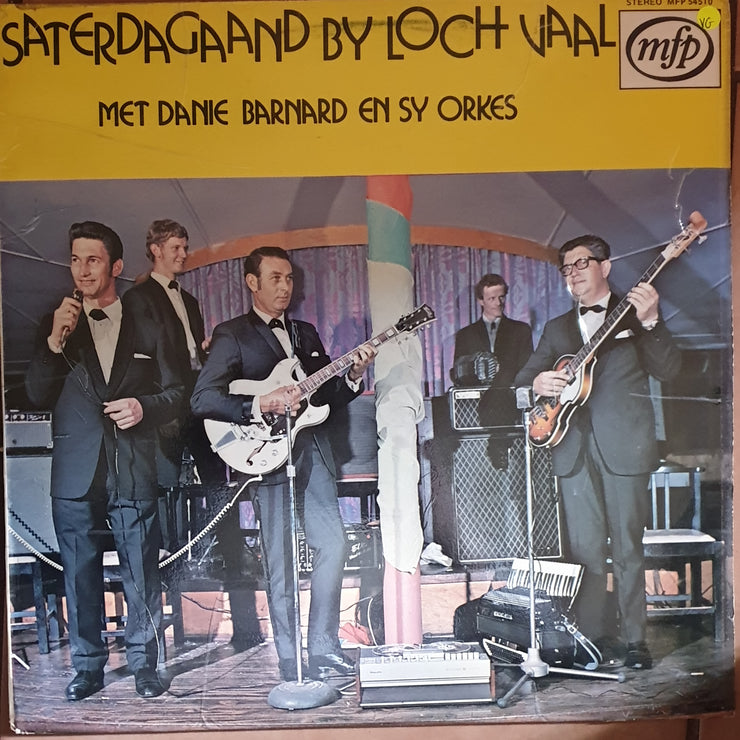 STEREO MFP 54510
SATERDAGAAND BY LOCH VAAL
VG
mfp
MET DANIE BARNARD EN SY ORKES